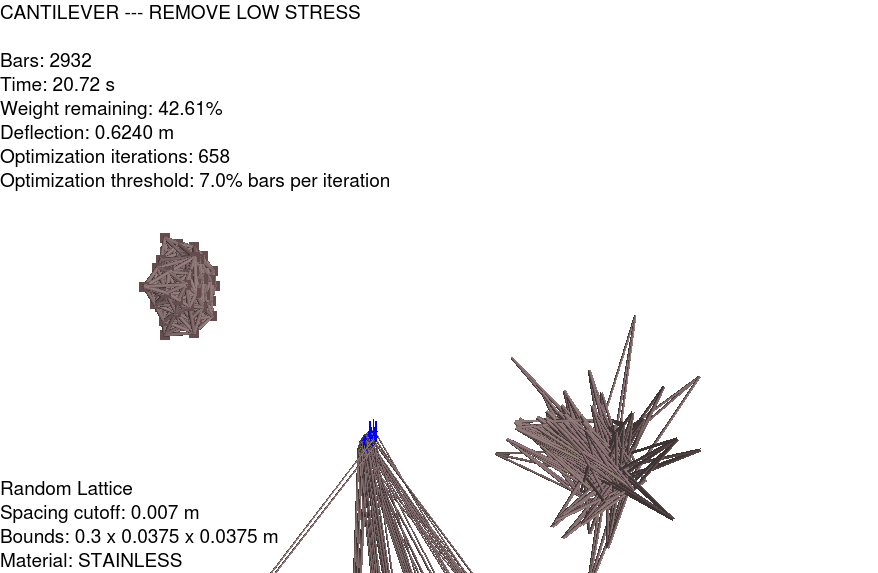 CANTILEVER --- REMOVE LOW STRESS
Bars: 2932
Time: 20.72 s
Weight remaining: 42.61%
Deflection: 0.6240 m
Optimization iterations: 658
Optimization threshold: 7.0% bars per iteration
Random Lattice
Spacing cutoff: 0.007 m
Bounds: 0.3 x 0.0375 x 0.0375 m
Material: STAINLESS